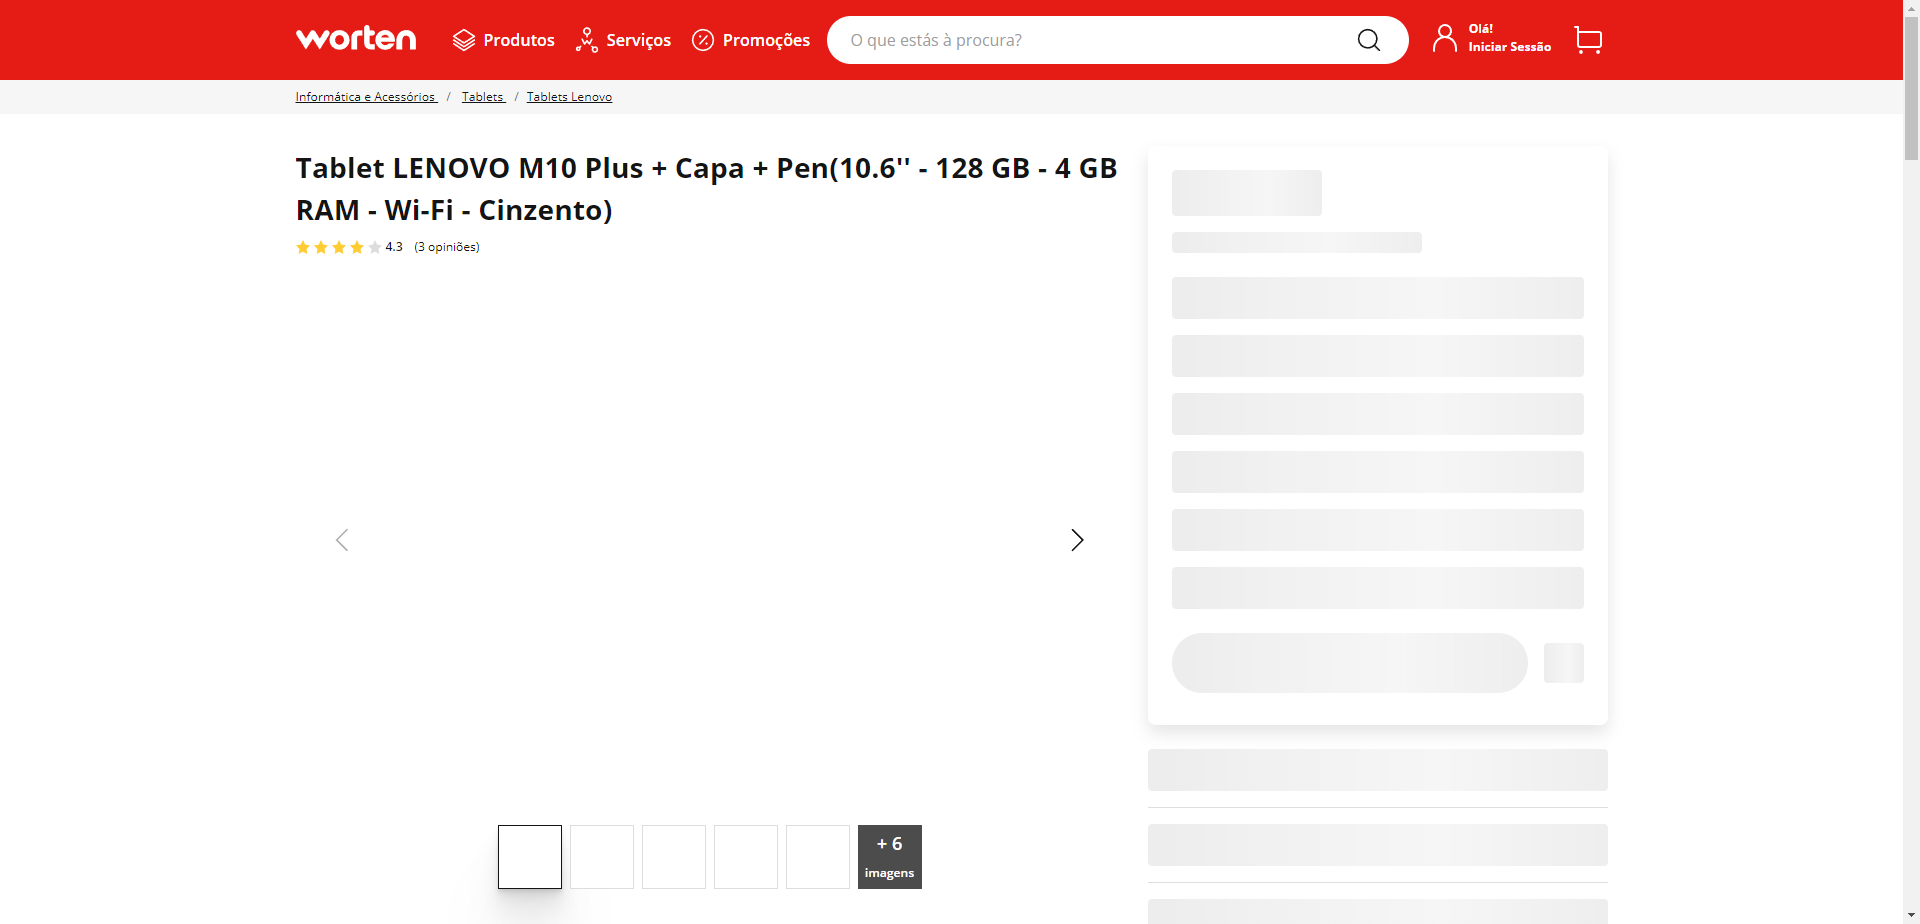 worten
Produtos
Serviços
Promoções
O que estás à procura?
Olá!
Iniciar Sessão
Informática e Acessórios / Tablets / Tablets Lenovo
Tablet LENOVO M10 Plus + Capa + Pen(10.6'' - 128 GB - 4 GB
RAM - Wi-Fi - Cinzento)
4.3 (3 opiniões)
+ 6
imagens